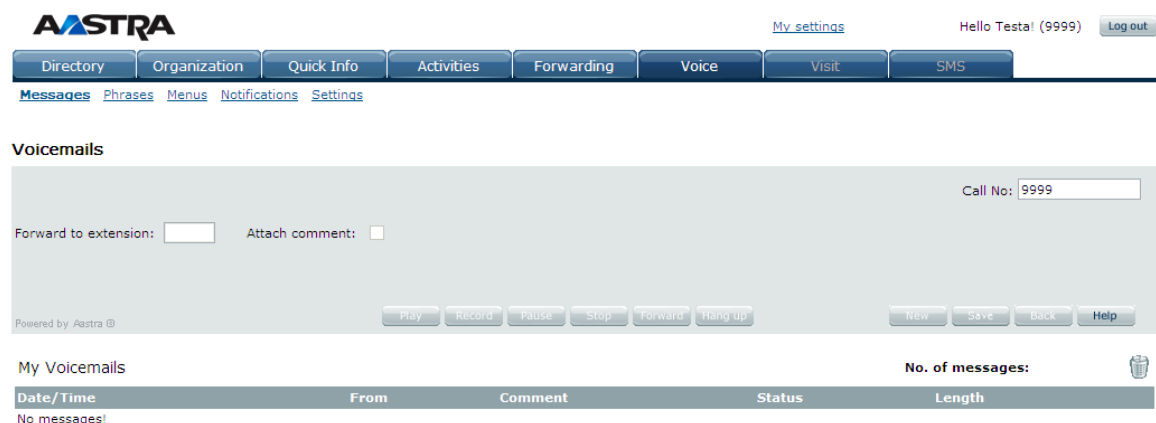 AASTRA My settings Hello Testa! (9999) Log out
Directory Organization Quick Info Activities Forwarding Voice Visit SMS
Messages Phrases Menus Notifications Settings
Voicemails
Call No: 9999
Forward to extension: Attach comment:
Powered by Aastra ® Play Record Pause Stop Forward Hang up New Save Back Help
My Voicemails No. of messages:
Date/Time From Comment Status Length
No messages!